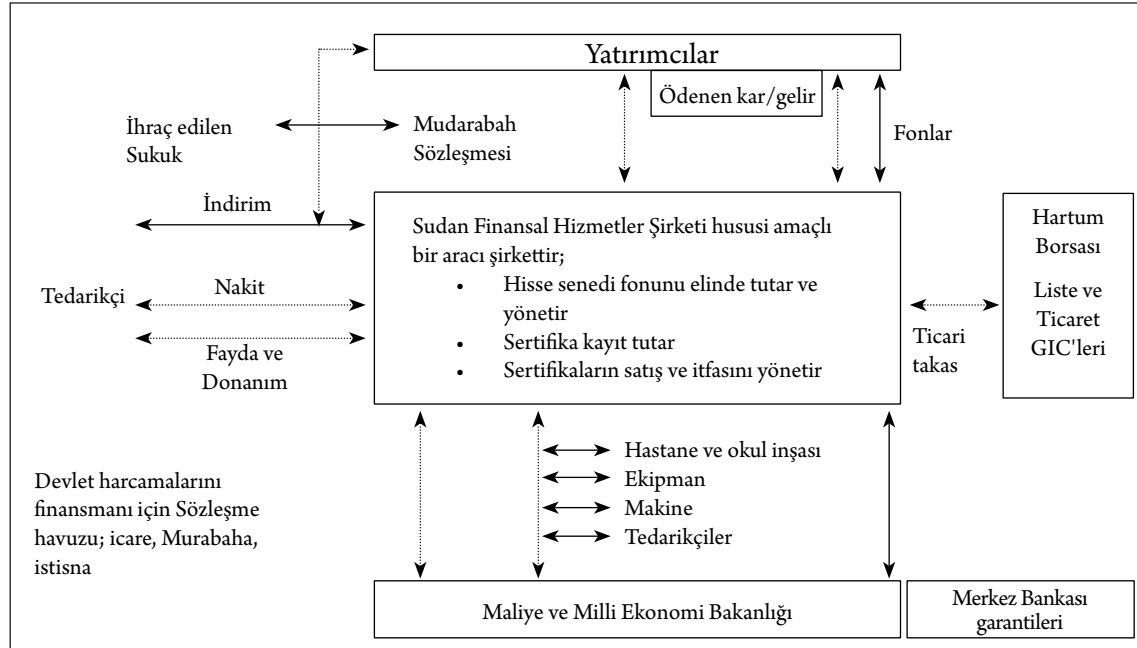 Yatırımcılar
Ödenen kar/gelir
İhraç edilen
Sukuk
Mudarabah
Sözleşmesi
Fonlar
İndirim
Tedarikçi
Nakit
Fayda ve
Donanım
Sudan Finansal Hizmetler Şirketi hususi amaçlı
bir aracı şirkettir;
• Hisse senedi fonunu elinde tutar ve
yönetir
• Sertifika kayıt tutar
• Sertifikaların satış ve itfasını yönetir
Ticari
takas
Hartum
Borsası
Liste ve
Ticaret
GIC'leri
Devlet harcamalarını
finansmanı için Sözleşme
havuzu; icare, Murabaha,
istisna
Hastane ve okul inşası
Ekipman
Makine
Tedarikçiler
Maliye ve Milli Ekonomi Bakanlığı
Merkez Bankası
garantileri